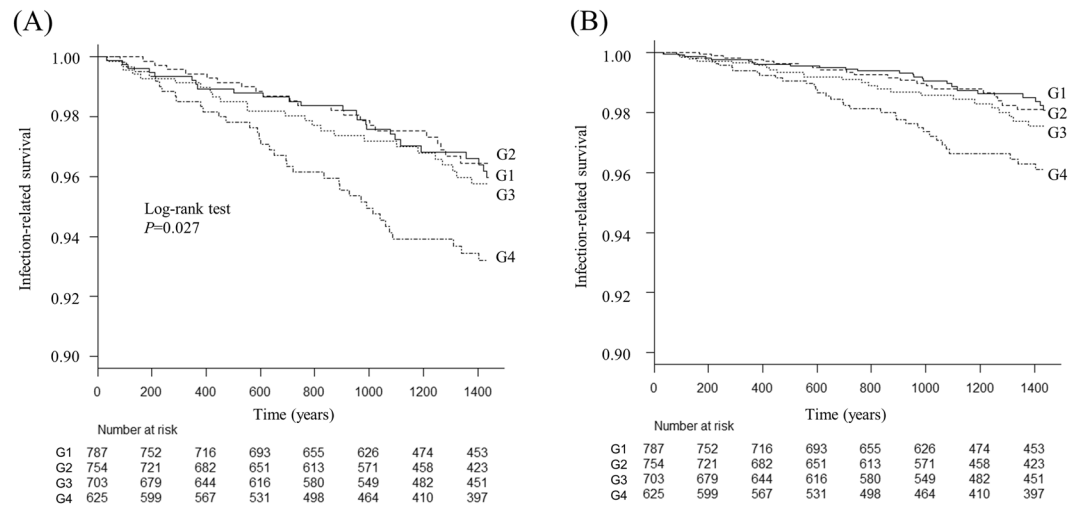 (A)
Infection-related survival
1.00
0.98
0.96
0.94
0.92
0.90
Log-rank test
P=0.027
G2
G1
G3
G4
0 200 400 600 800 1000 1200 1400
Time (years)
Number at risk
G1 787 752 716 693 655 626 474 453
G2 754 721 682 651 613 571 458 423
G3 703 679 644 616 580 549 482 451
G4 625 599 567 531 498 464 410 397
(B)
Infection-related survival
1.00
0.98
0.96
0.94
0.92
0.90
G1
G2
G3
G4
0 200 400 600 800 1000 1200 1400
Time (years)
Number at risk
G1 787 752 716 693 655 626 474 453
G2 754 721 682 651 613 571 458 423
G3 703 679 644 616 580 549 482 451
G4 625 599 567 531 498 464 410 397